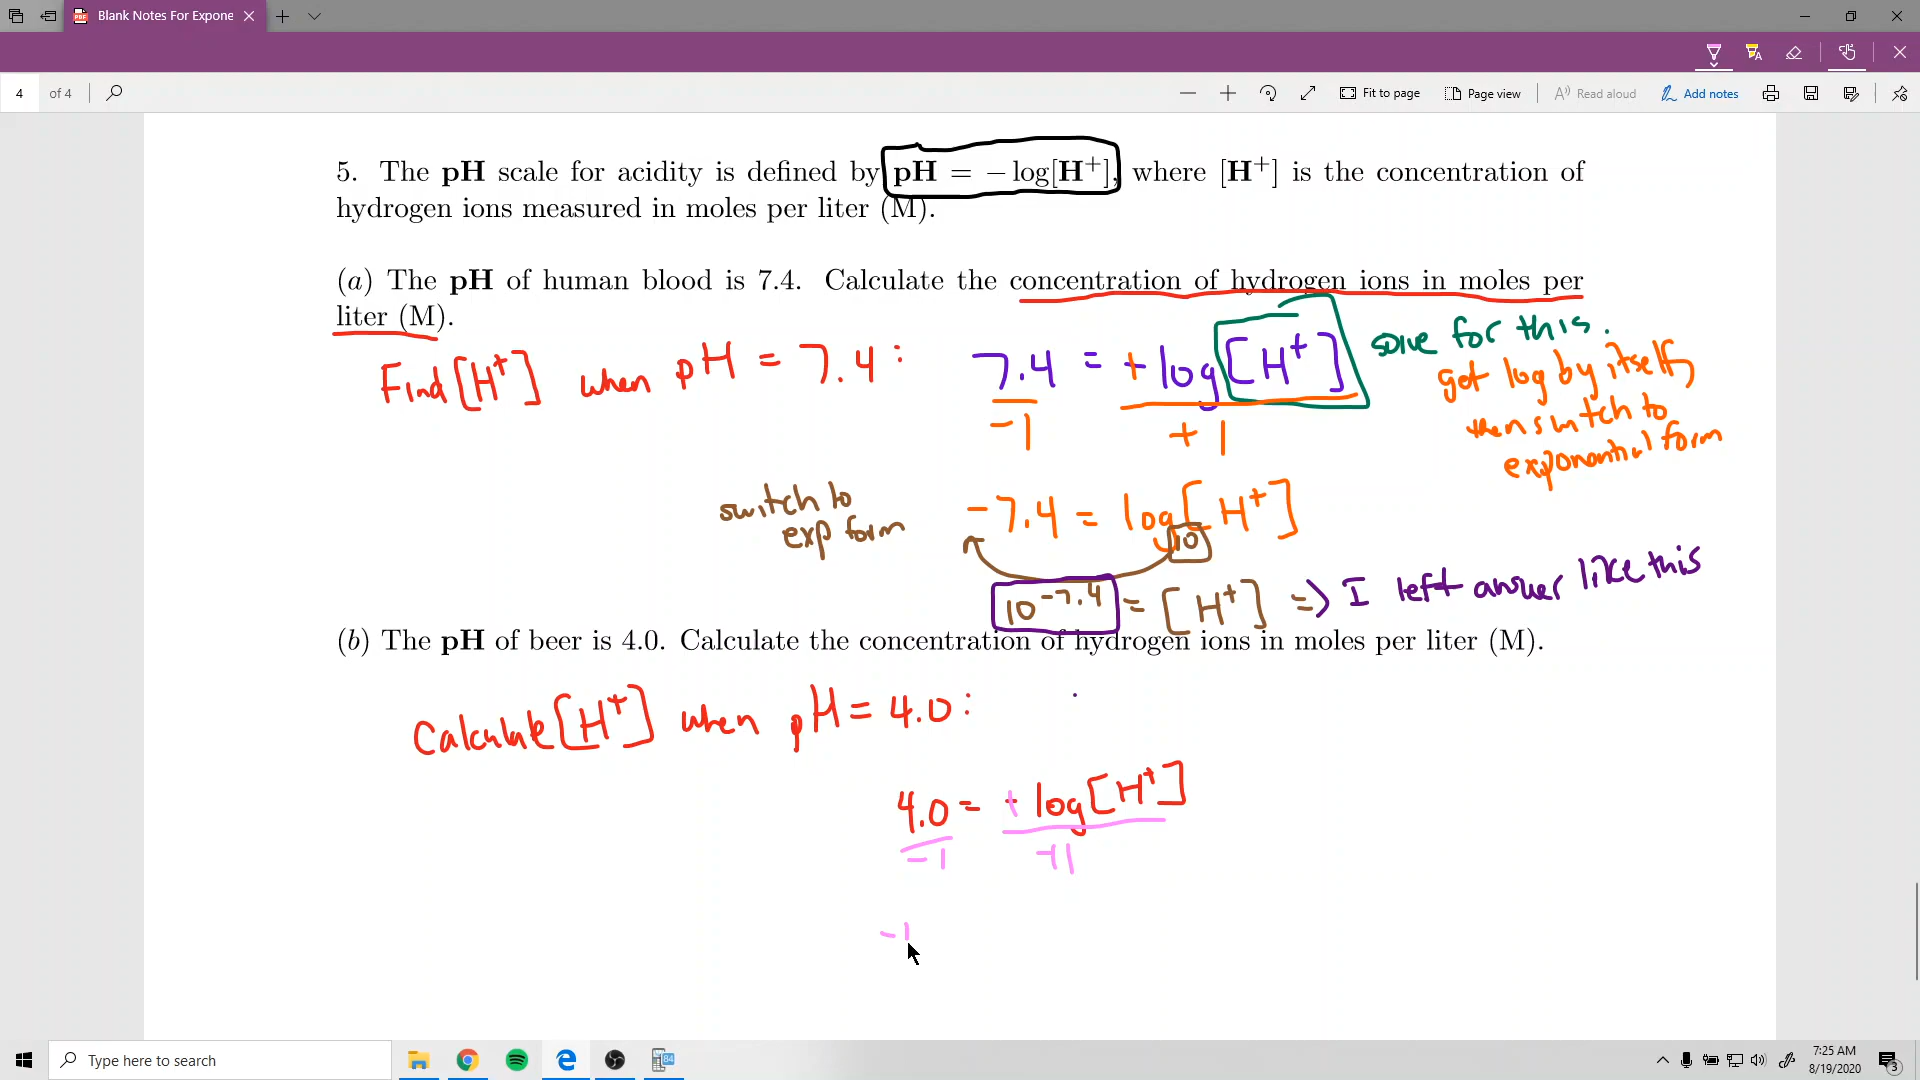 Blank Notes For Expone
4 of 4
Fit to page
Page view
Read aloud
Add notes
5. The pH scale for acidity is defined by pH = − log[H⁺], where [H⁺] is the concentration of
hydrogen ions measured in moles per liter (M).
(a) The pH of human blood is 7.4. Calculate the concentration of hydrogen ions in moles per
liter (M).
Find [H⁺] when pH = 7.4:
7.4 = + log [H⁺]
solve for this.
get log by itself,
then switch to
exponential form
-1 +1
switch to
exp form
-7.4 = log₁₀[H⁺]
10^-7.4 = [H⁺] => I left answer like this
(b) The pH of beer is 4.0. Calculate the concentration of hydrogen ions in moles per liter (M).
Calculate [H⁺] when pH = 4.0:
4.0 = + log[H⁺]
-1 -11
-1
Type here to search
84
7:25 AM
8/19/2020
3